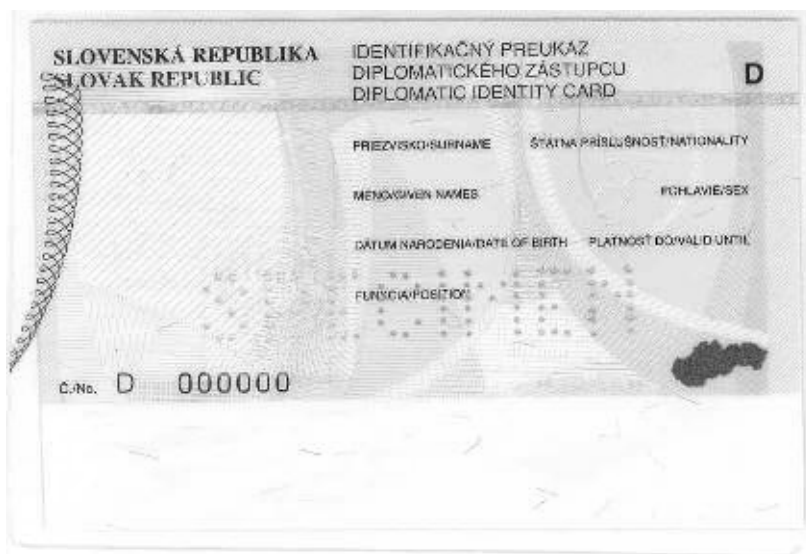 SLOVENSKÁ REPUBLIKA
SLOVAK REPUBLIC
IDENTIFIKAČNÝ PREUKAZ
DIPLOMATICKÉHO ZÁSTUPCU
DIPLOMATIC IDENTITY CARD
D
PRIEZVISKO/SURNAME ŠTÁTNA PRÍSLUŠNOSŤ/NATIONALITY
MENO/GIVEN NAMES POHLAVIE/SEX
DÁTUM NARODENIA/DATE OF BIRTH PLATNOSŤ DO/VALID UNTIL
FUNKCIA/POSITION
Č./No. D 000000